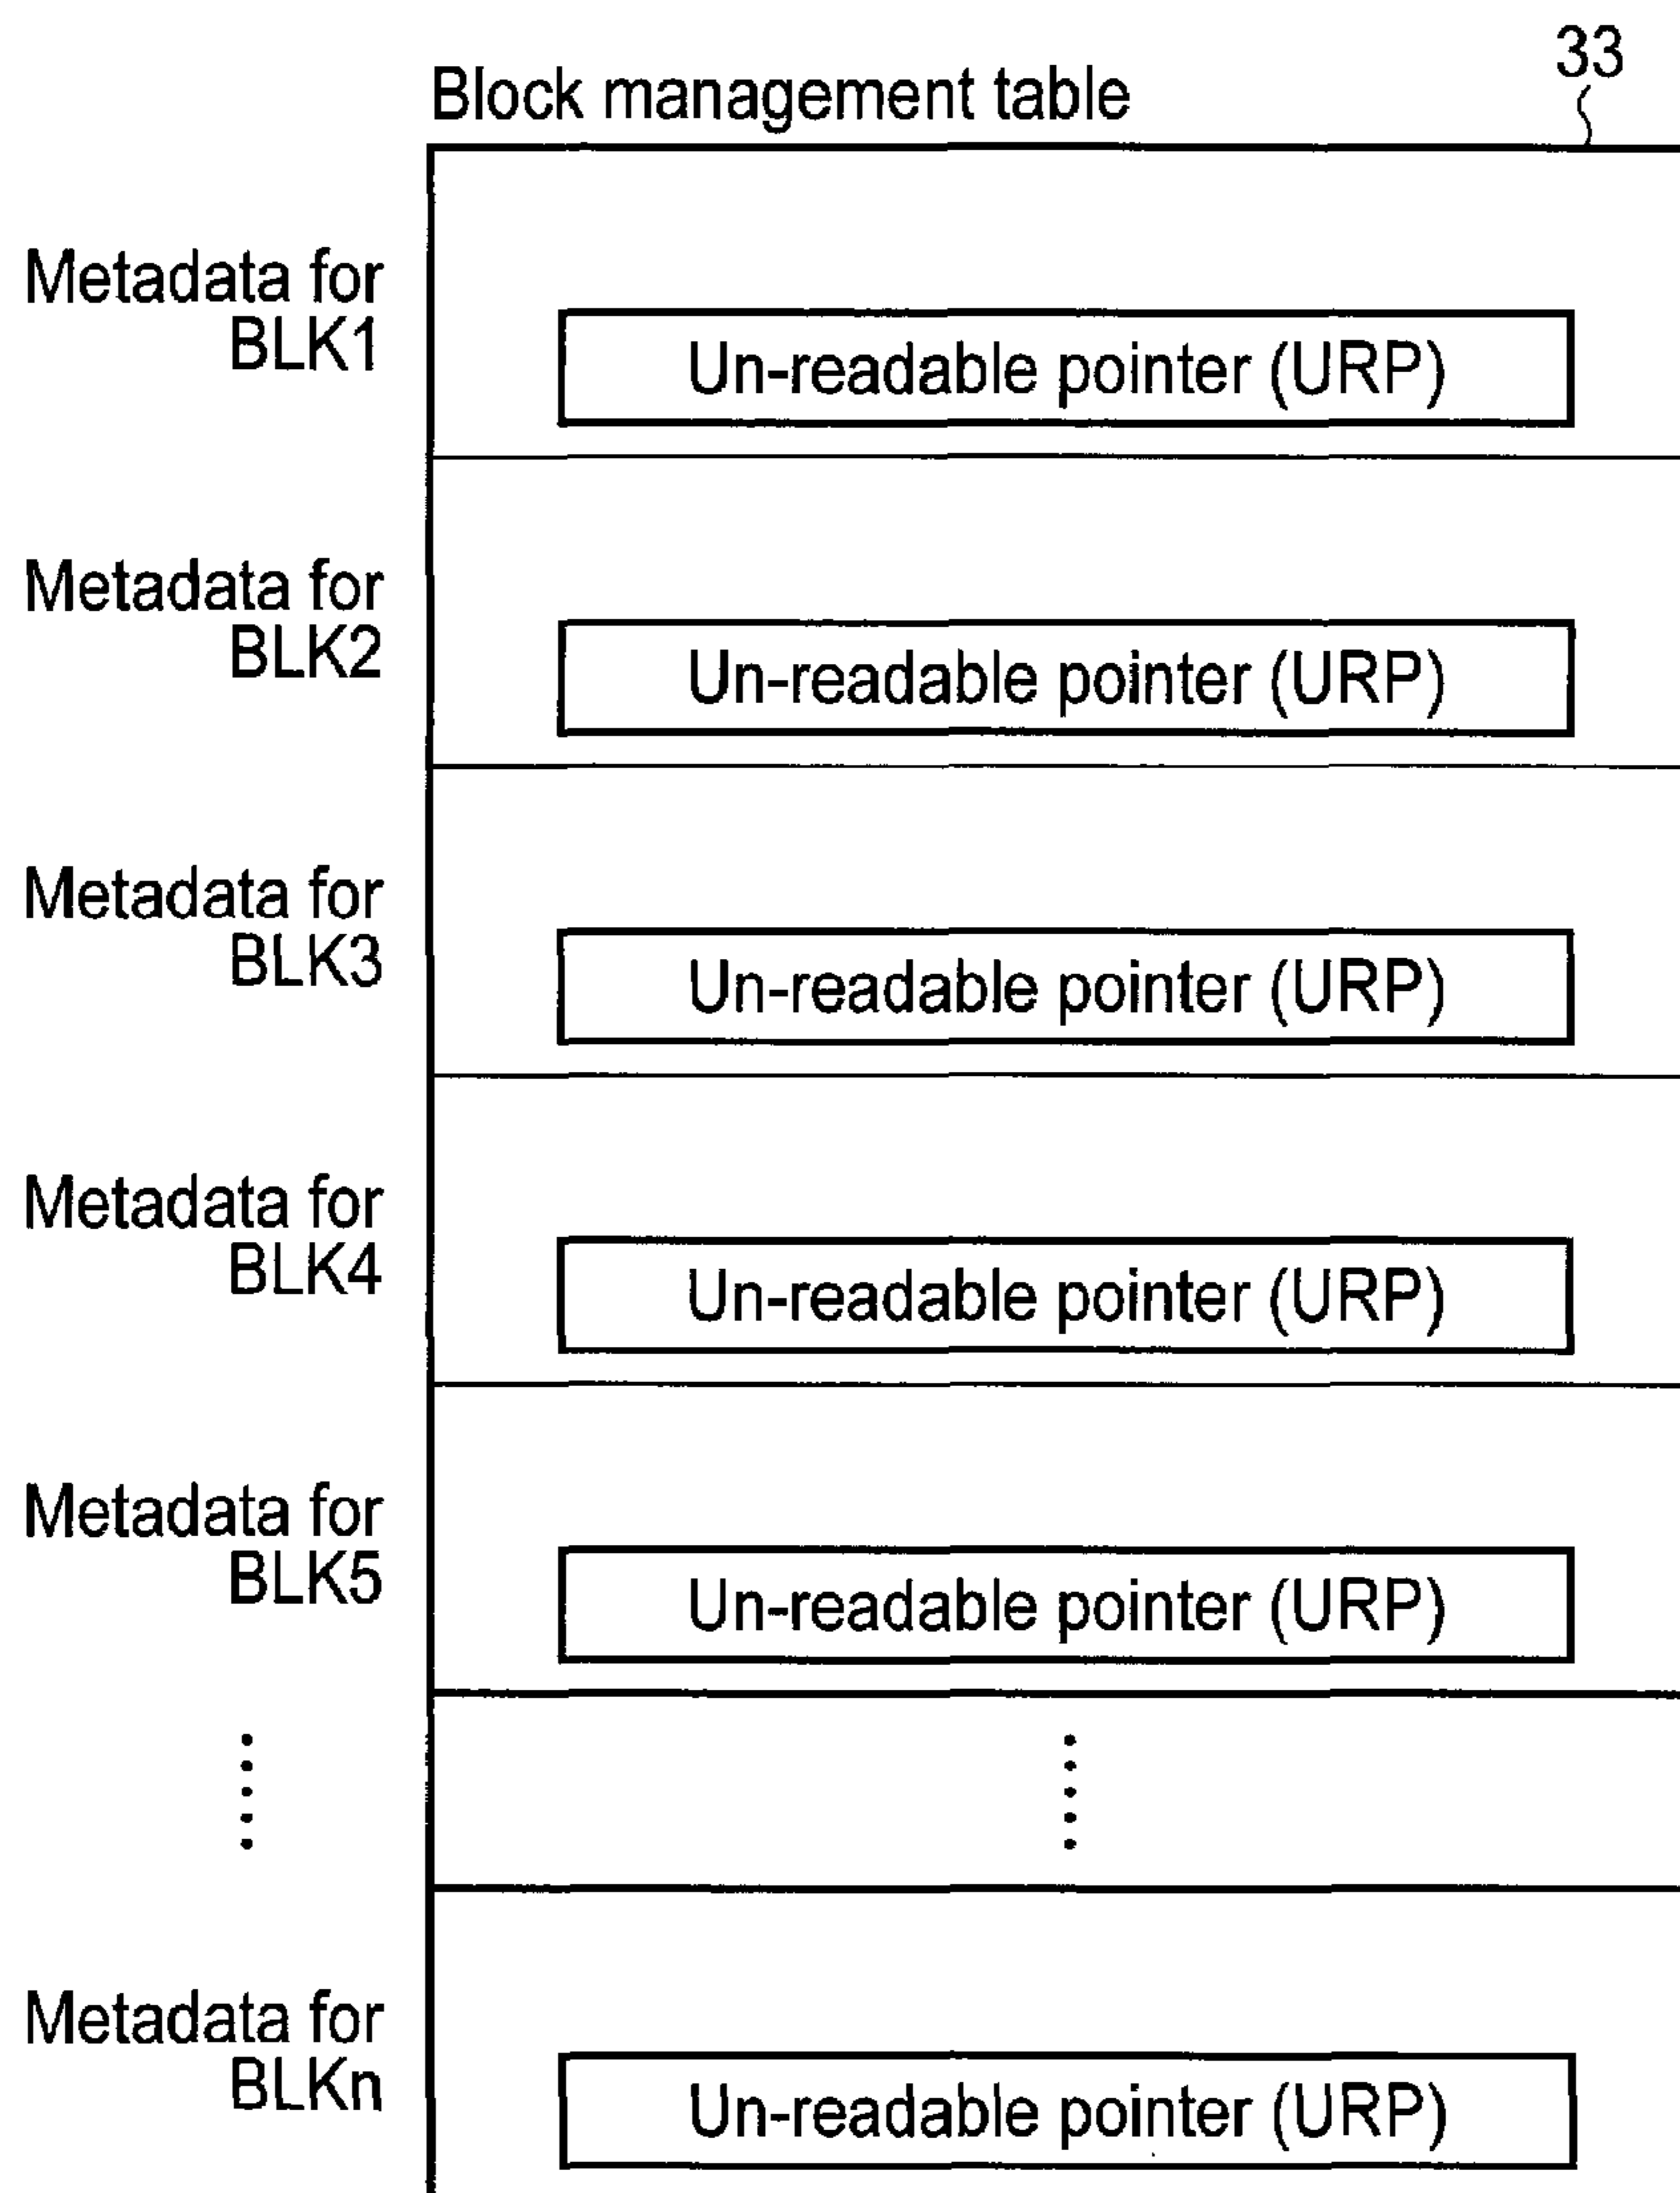 33
Block management table
Metadata for
BLK1
Un-readable pointer (URP)
Metadata for
BLK2
Un-readable pointer (URP)
Metadata for
BLK3
Un-readable pointer (URP)
Metadata for
BLK4
Un-readable pointer (URP)
Metadata for
BLK5
Un-readable pointer (URP)
Metadata for
BLKn
Un-readable pointer (URP)